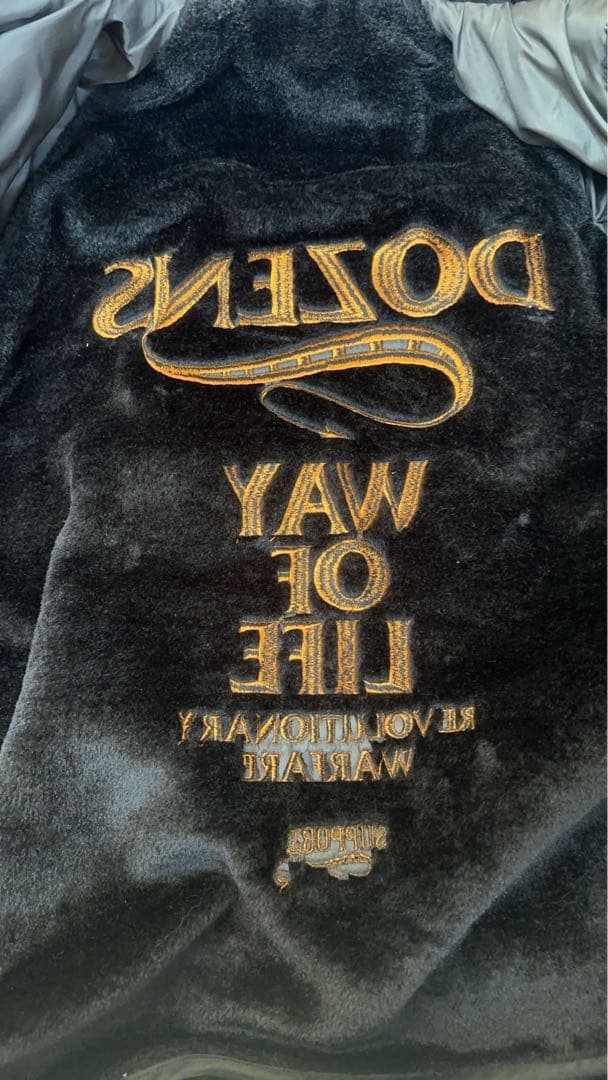 DOZENS
WAY
OF
LIFE
REVOLUTIONARY
WARFARE
SUPPORT